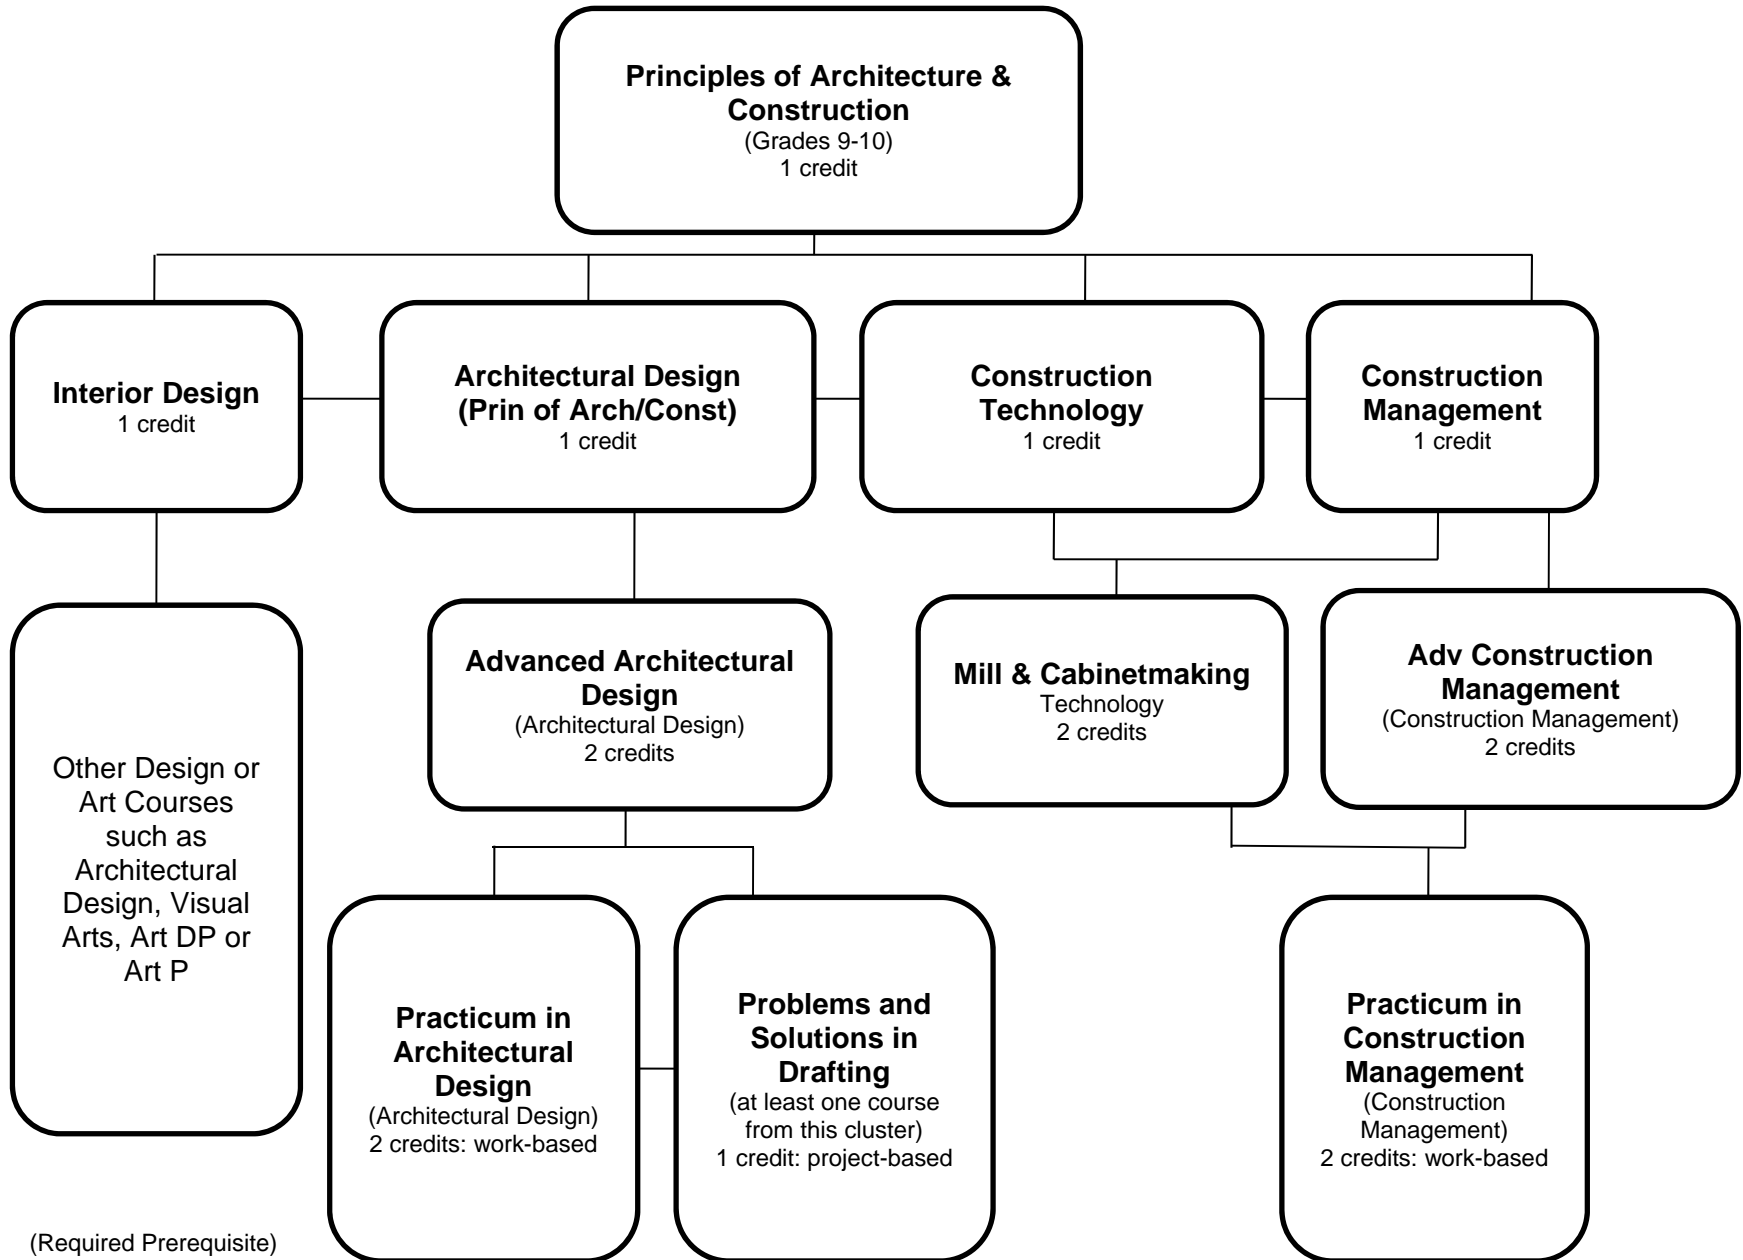 Principles of Architecture &
Construction
(Grades 9-10)
1 credit
Interior Design
1 credit
Architectural Design
(Prin of Arch/Const)
1 credit
Construction
Technology
1 credit
Construction
Management
1 credit
Other Design or
Art Courses
such as
Architectural
Design, Visual
Arts, Art DP or
Art P
Advanced Architectural
Design
(Architectural Design)
2 credits
Mill & Cabinetmaking
Technology
2 credits
Adv Construction
Management
(Construction Management)
2 credits
Practicum in
Architectural
Design
(Architectural Design)
2 credits: work-based
Problems and
Solutions in
Drafting
(at least one course
from this cluster)
1 credit: project-based
Practicum in
Construction
Management
(Construction
Management)
2 credits: work-based
(Required Prerequisite)